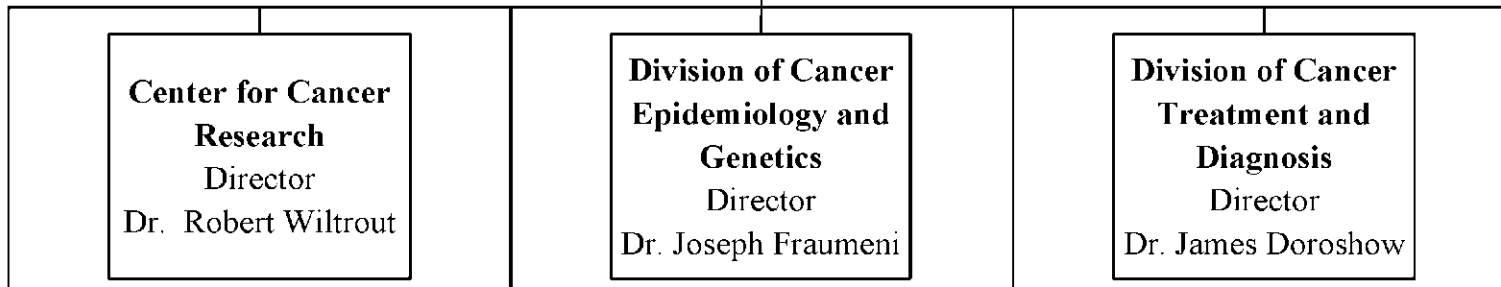 Center for Cancer
Research
Director
Dr. Robert Wiltrout
Division of Cancer
Epidemiology and
Genetics
Director
Dr. Joseph Fraumeni
Division of Cancer
Treatment and
Diagnosis
Director
Dr. James Doroshow